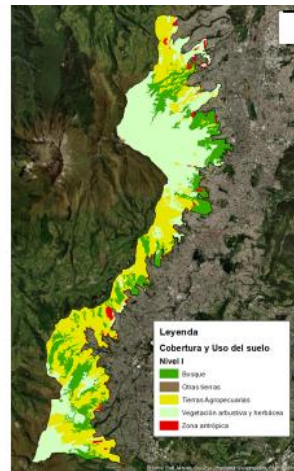 Leyenda
Cobertura y Uso del suelo
Nivel I
Bosque
Otras tierras
Tierras Agropecuarias
Vegetación arbustiva y herbácea
Zona antrópica